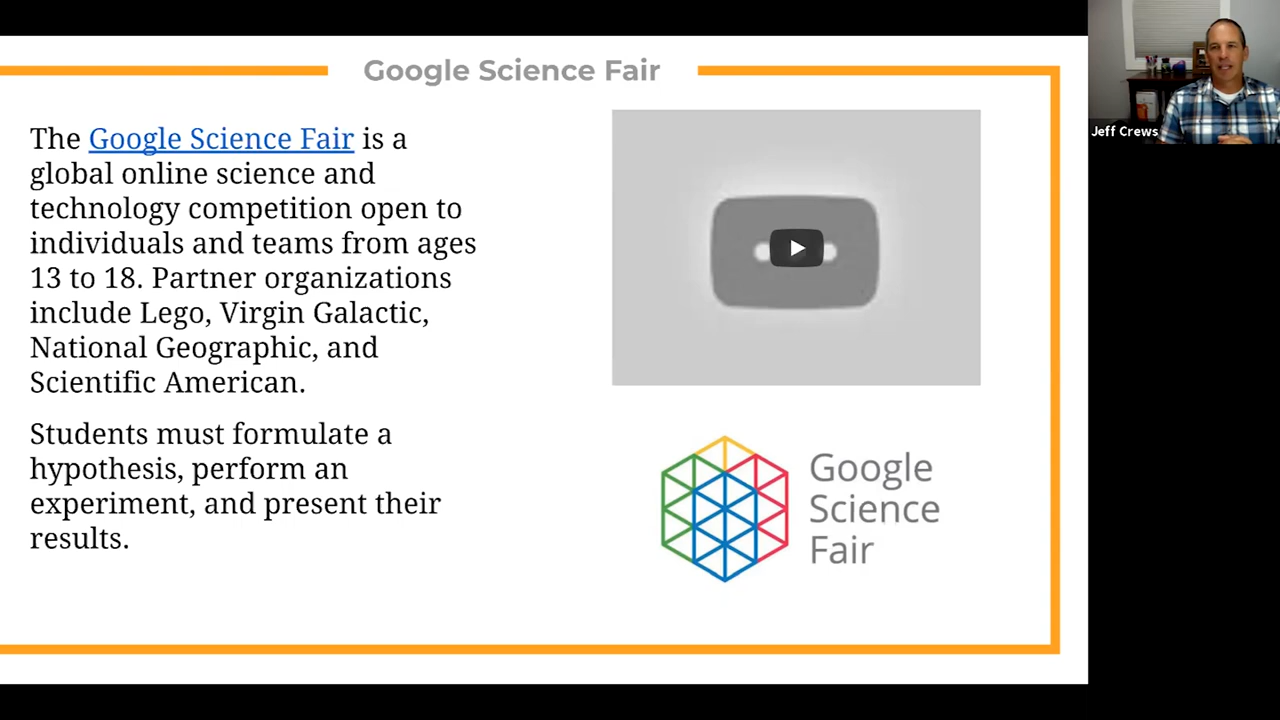 Google Science Fair
The Google Science Fair is a
global online science and
technology competition open to
individuals and teams from ages
13 to 18. Partner organizations
include Lego, Virgin Galactic,
National Geographic, and
Scientific American.
Students must formulate a
hypothesis, perform an
experiment, and present their
results.
Google
Science
Fair
Jeff Crews